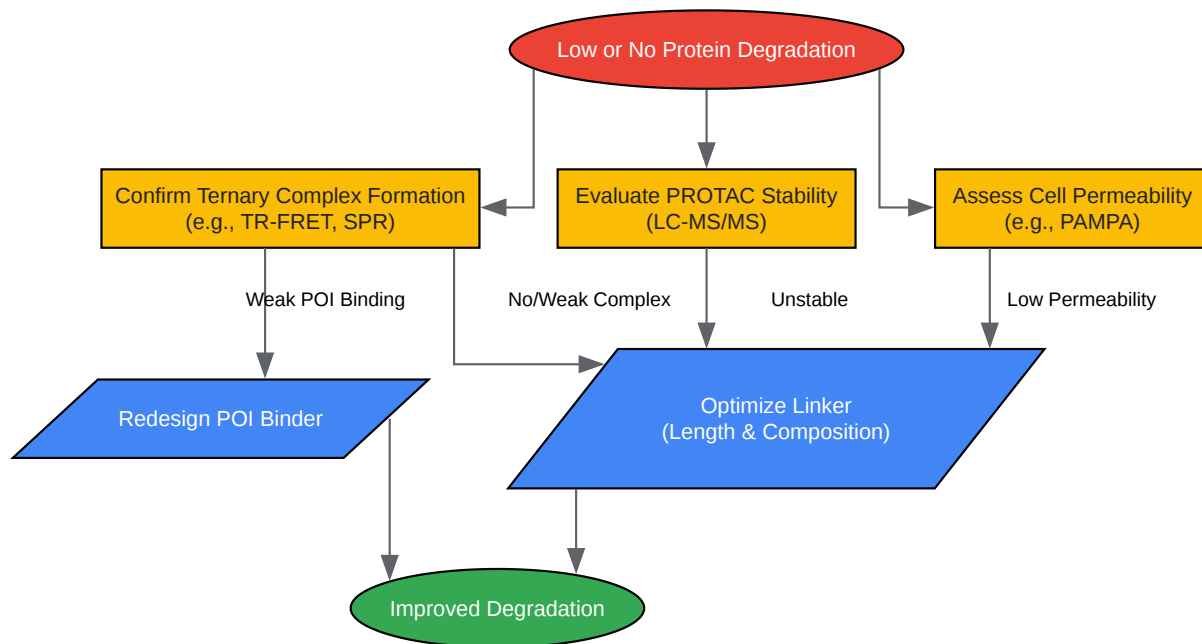 Low or No Protein Degradation
Confirm Ternary Complex Formation
(e.g., TR-FRET, SPR)
Evaluate PROTAC Stability
(LC-MS/MS)
Assess Cell Permeability
(e.g., PAMPA)
Weak POI Binding
No/Weak Complex
Unstable
Low Permeability
Redesign POI Binder
Optimize Linker
(Length & Composition)
Improved Degradation